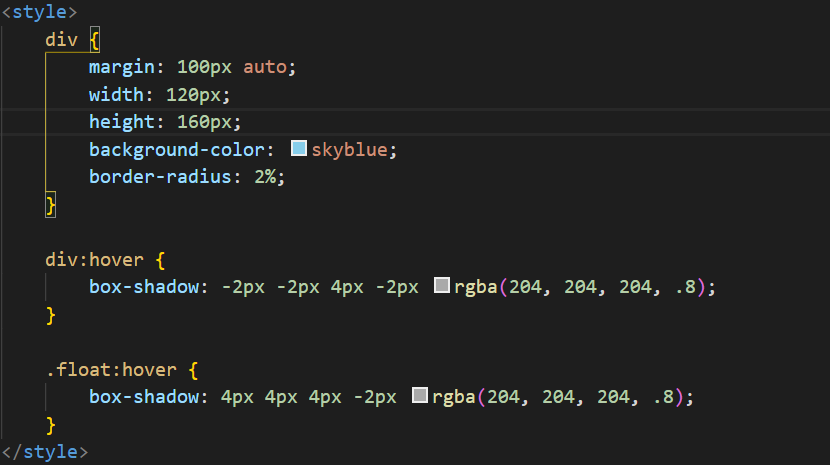 <style>
div {
margin: 100px auto;
width: 120px;
height: 160px;
background-color: skyblue;
border-radius: 2%;
}
div:hover {
box-shadow: -2px -2px 4px -2px rgba(204, 204, 204, .8);
}
.float:hover {
box-shadow: 4px 4px 4px -2px rgba(204, 204, 204, .8);
}
</style>